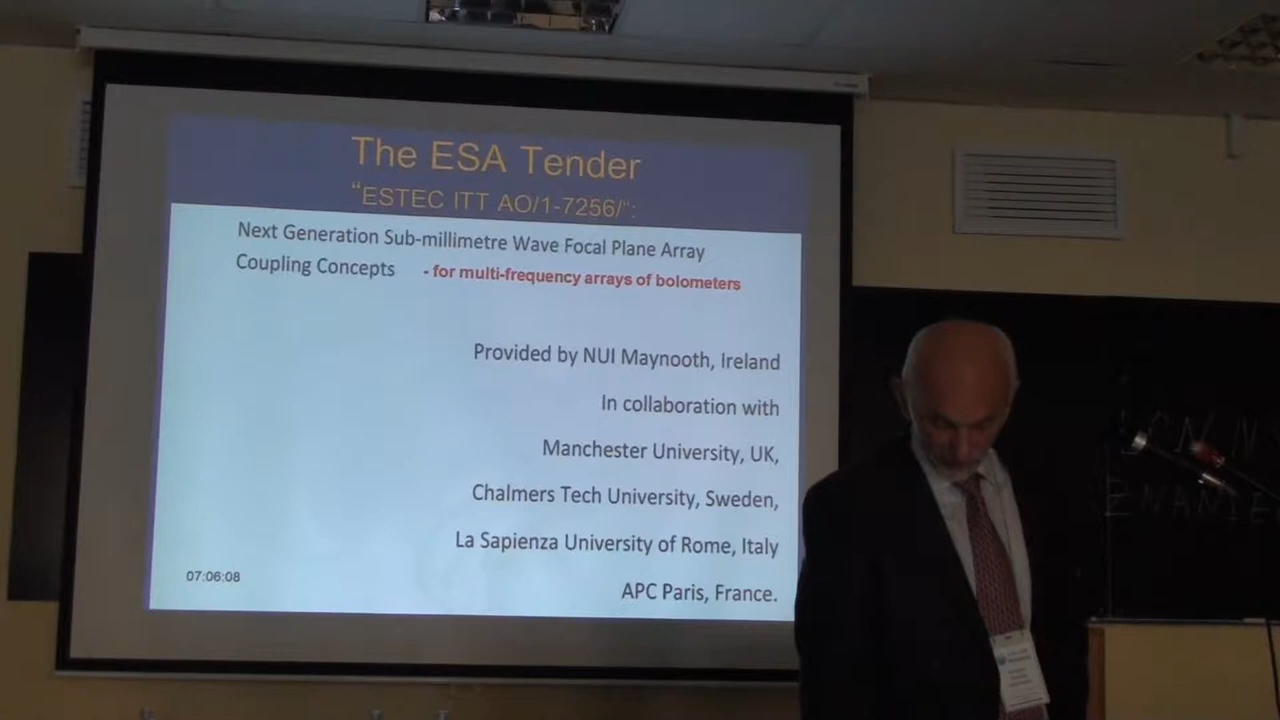 The ESA Tender
“ESTEC ITT AO/1-7256/“:
Next Generation Sub-millimetre Wave Focal Plane Array
Coupling Concepts - for multi-frequency arrays of bolometers
Provided by NUI Maynooth, Ireland
In collaboration with
Manchester University, UK,
Chalmers Tech University, Sweden,
La Sapienza University of Rome, Italy
APC Paris, France.
07:06:08